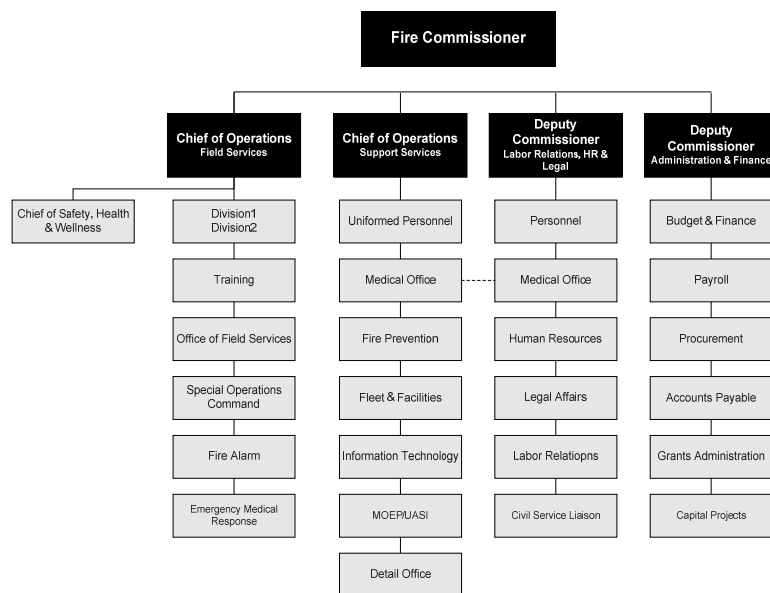 Fire Commissioner
Chief of Operations
Field Services
Chief of Operations
Support Services
Deputy
Commissioner
Labor Relations, HR &
Legal
Deputy
Commissioner
Administration & Finance
Chief of Safety, Health
& Wellness
Division1
Division2
Training
Office of Field Services
Special Operations
Command
Fire Alarm
Emergency Medical
Response
Uniformed Personnel
Medical Office
Fire Prevention
Fleet & Facilities
Information Technology
MOEP/UASI
Detail Office
Personnel
Medical Office
Human Resources
Legal Affairs
Labor Relatiopns
Civil Service Liaison
Budget & Finance
Payroll
Procurement
Accounts Payable
Grants Administration
Capital Projects